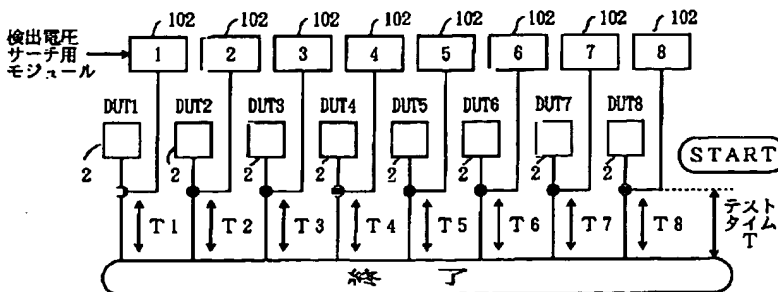 102 102 102 102 102 102 102 102
検出電圧
サーチ用
モジュール
1 2 3 4 5 6 7 8
DUT1 DUT2 DUT3 DUT4 DUT5 DUT6 DUT7 DUT8
START
2 2 2 2 2 2 2 2
T1 T2 T3 T4 T5 T6 T7 T8
テスト
タイム
T
終 了